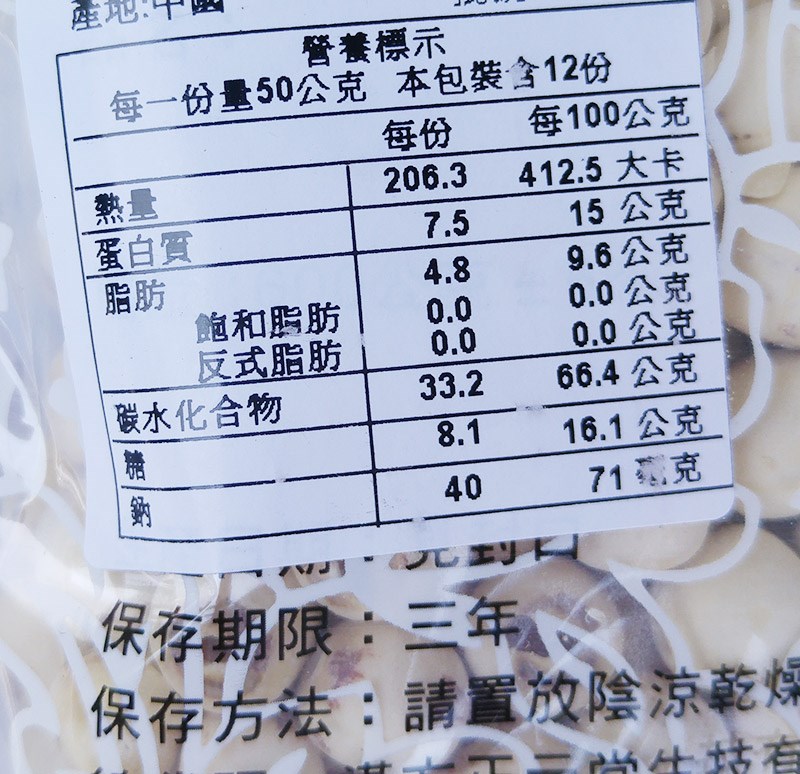 產地:中國
營養標示
每一份量50公克 本包裝含12份
每份 每100公克
熱量 206.3 412.5 大卡
蛋白質 7.5 15 公克
脂肪 4.8 9.6 公克
飽和脂肪 0.0 0.0 公克
反式脂肪 0.0 0.0 公克
碳水化合物 33.2 66.4 公克
糖 8.1 16.1 公克
鈉 40 71 毫克
見封口
保存期限：三年
保存方法：請置放陰涼乾燥